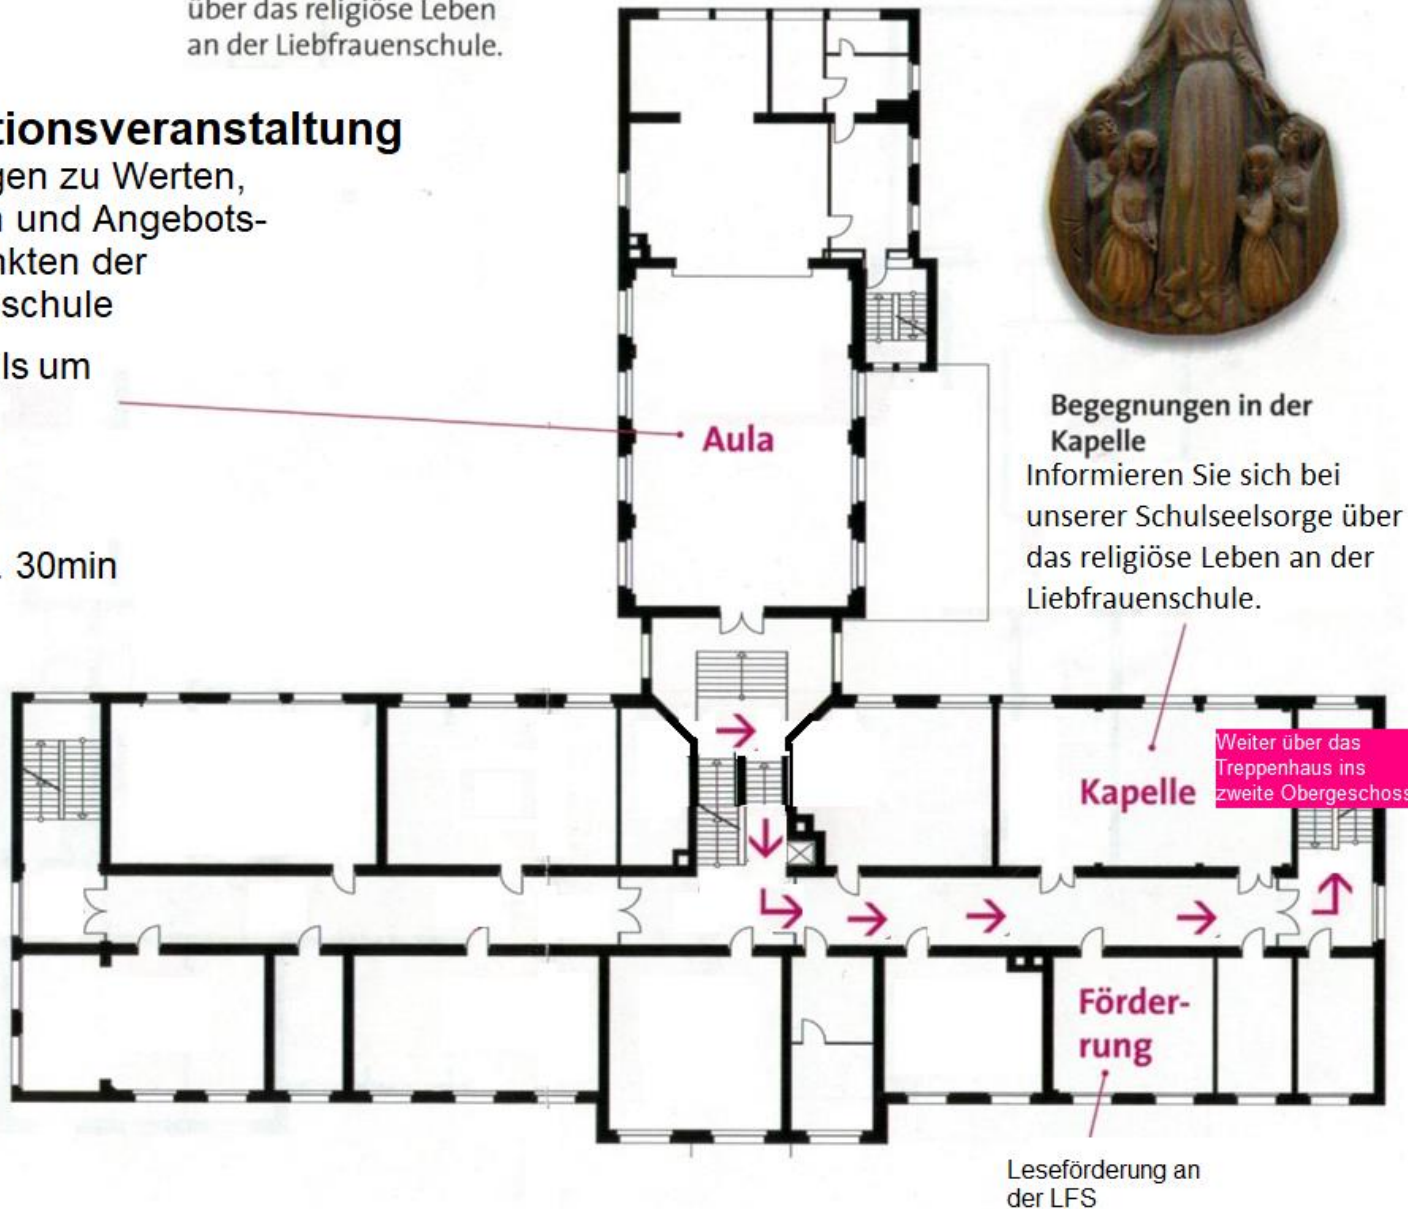 über das religiöse Leben
an der Liebfrauenschule.
tionsveranstaltung
gen zu Werten,
und Angebots-
nkten der
schule
ls um
30min
Aula
Begegnungen in der
Kapelle
Informieren Sie sich bei
unserer Schulseelsorge über
das religiöse Leben an der
Liebfrauenschule.
Weiter über das
Treppenhaus ins
zweite Obergeschoss
Kapelle
Förder-
rung
Leseförderung an
der LFS